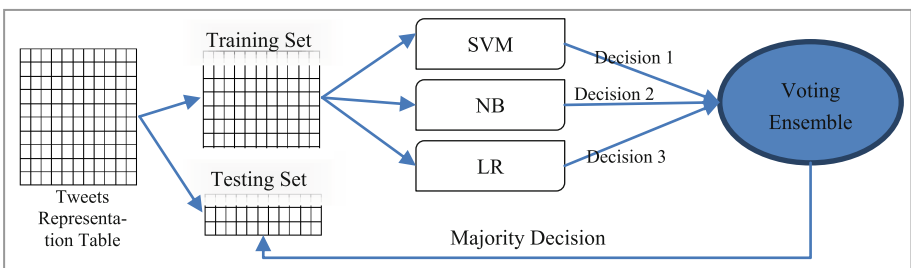 Training Set
SVM
Decision 1
Voting
Ensemble
NB
Decision 2
LR
Decision 3
Testing Set
Tweets
Representa-
tion Table
Majority Decision